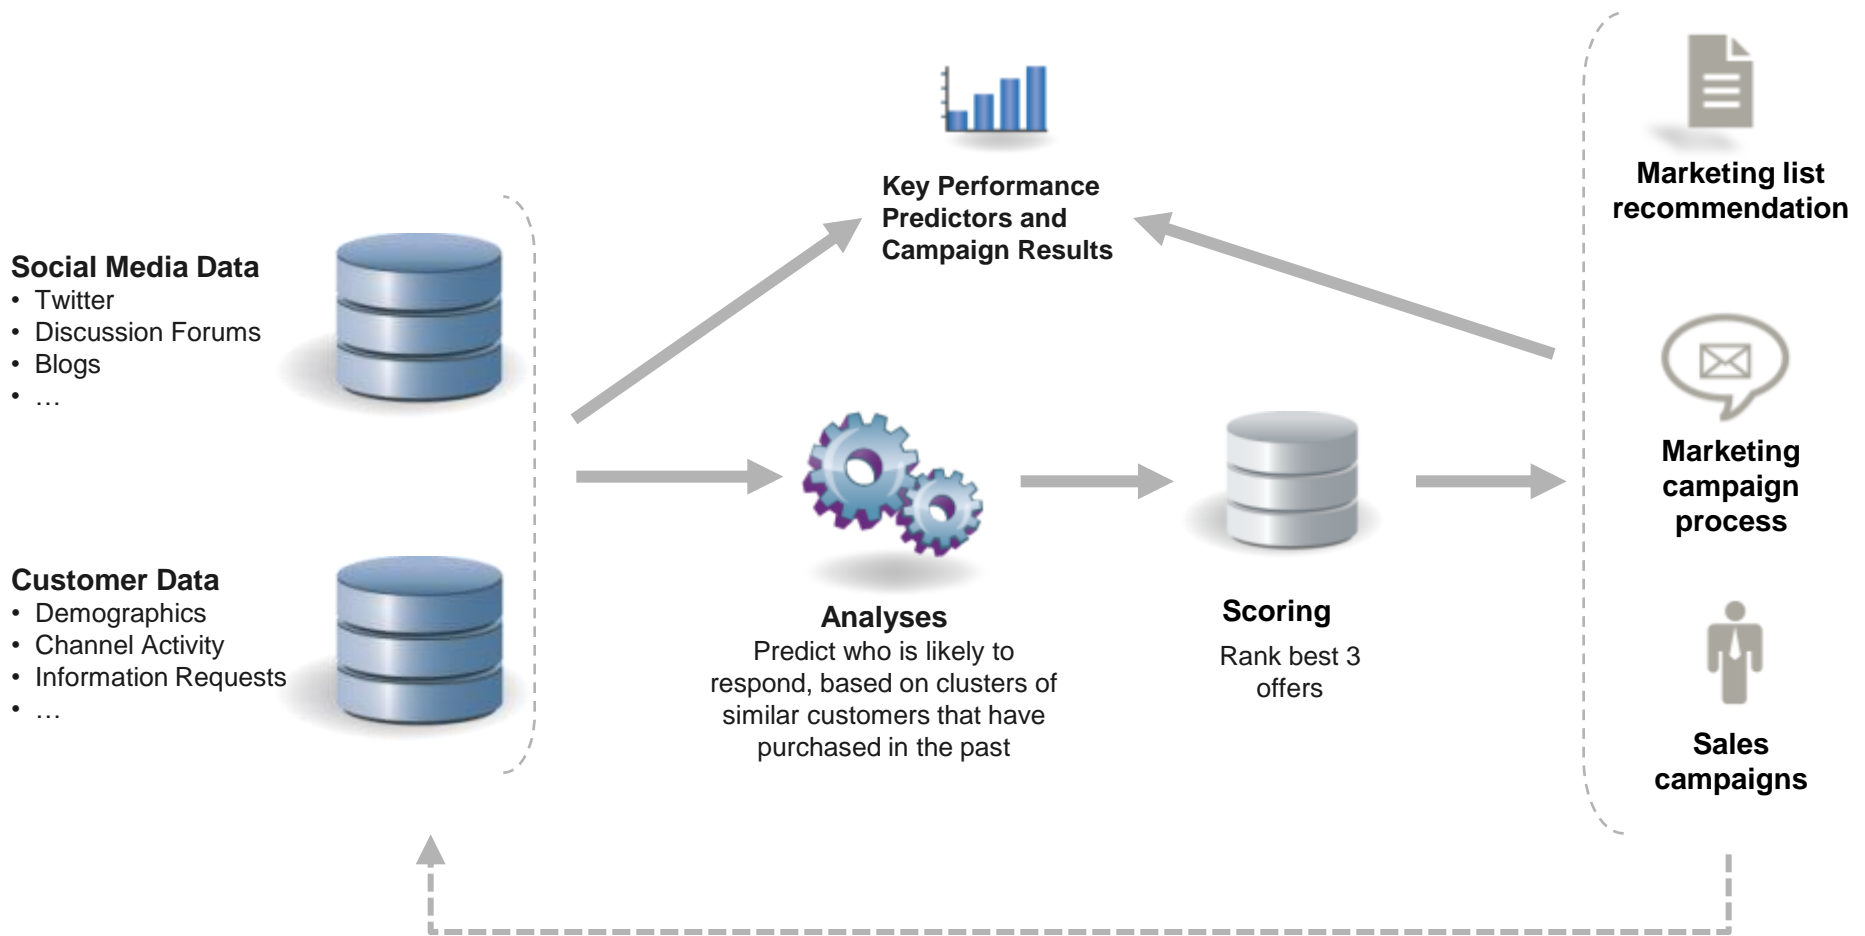 Social Media Data
• Twitter
• Discussion Forums
• Blogs
• …
Customer Data
• Demographics
• Channel Activity
• Information Requests
• …
Key Performance
Predictors and
Campaign Results
Analyses
Predict who is likely to
respond, based on clusters of
similar customers that have
purchased in the past
Scoring
Rank best 3
offers
Marketing list
recommendation
Marketing
campaign
process
Sales
campaigns